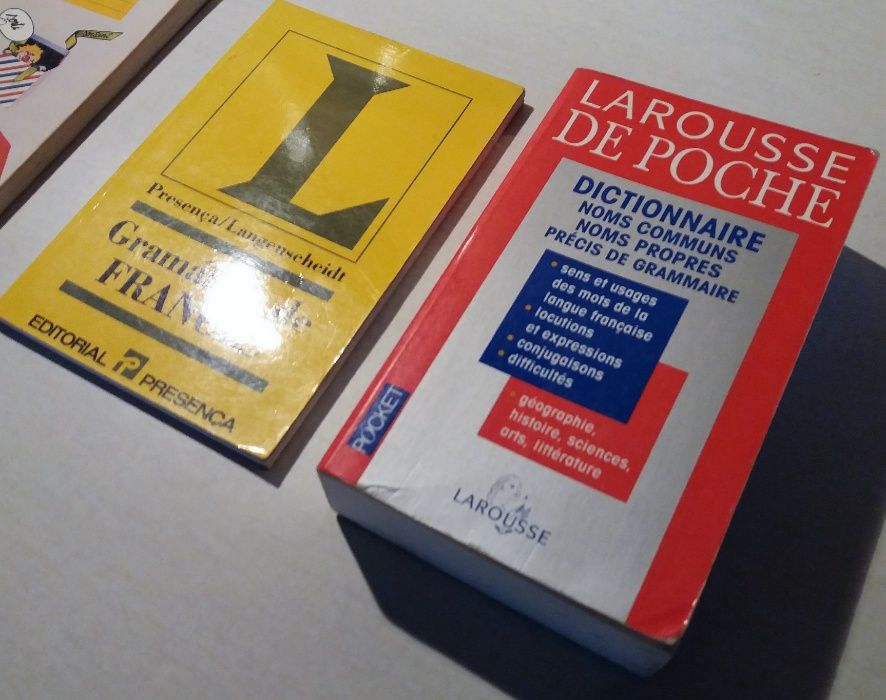 L
Presença/Langenscheidt
Gramática de
FRANCESA
EDITORIAL PRESENÇA
LAROUSSE
DE POCHE
DICTIONNAIRE
NOMS COMMUNS
NOMS PROPRES
PRÉCIS DE GRAMMAIRE
• sens et usages
des mots de la
langue française
• locutions
et expressions
• conjugaisons
• difficultés
• géographie,
histoire, sciences,
arts, littérature
POCKET
LAROUSSE